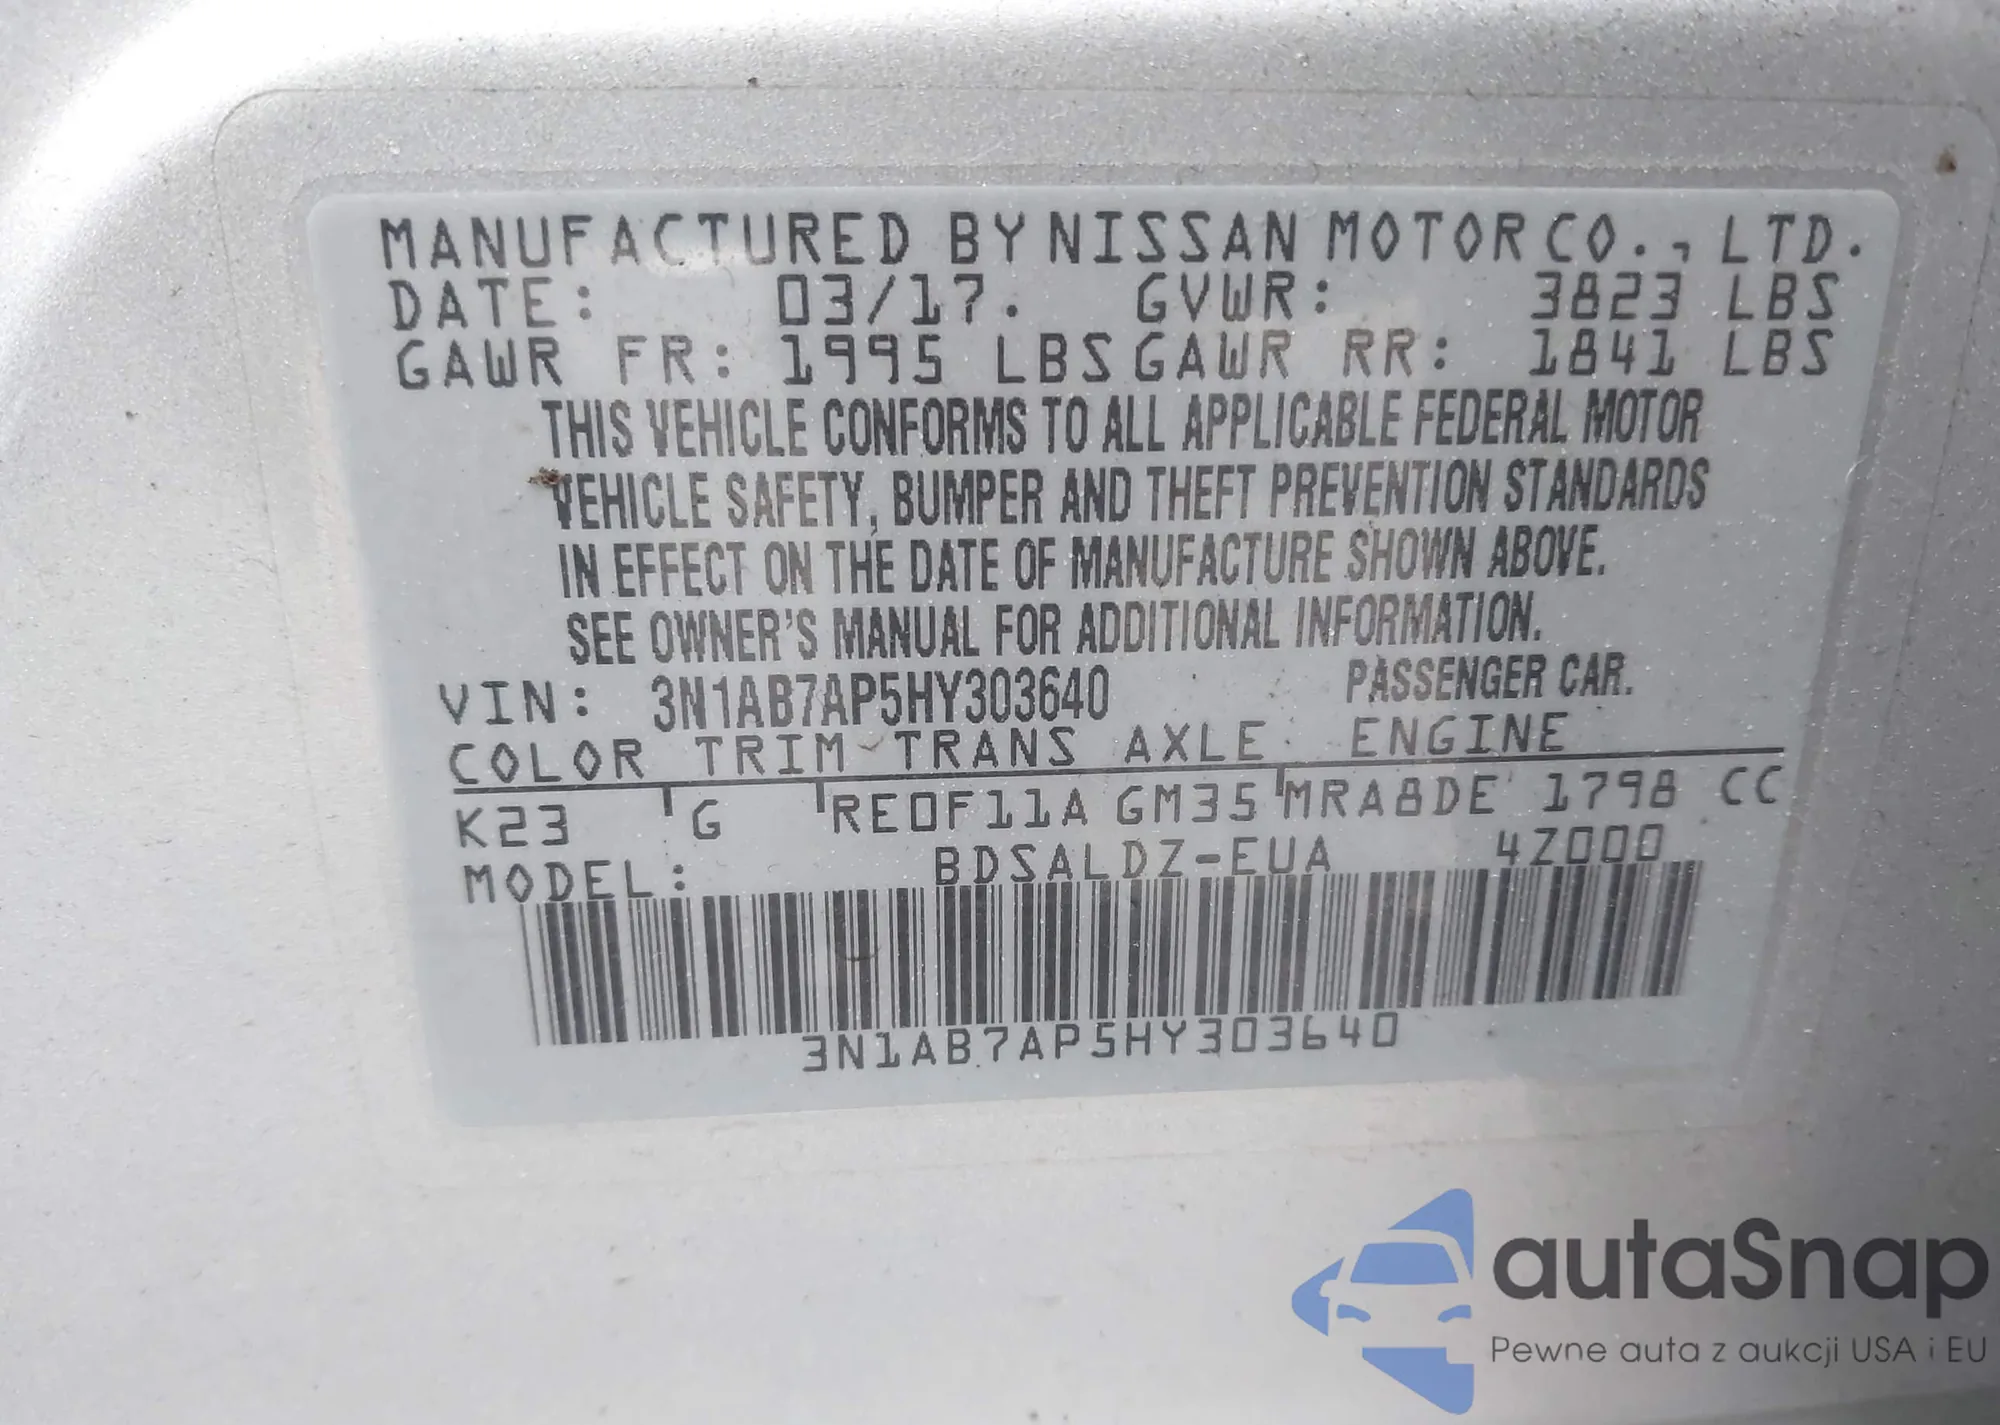 MANUFACTURED BY NISSAN MOTOR CO., LTD.
DATE: 03/17. GVWR: 3823 LBS
GAWR FR: 1995 LBS GAWR RR: 1841 LBS
THIS VEHICLE CONFORMS TO ALL APPLICABLE FEDERAL MOTOR
VEHICLE SAFETY, BUMPER AND THEFT PREVENTION STANDARDS
IN EFFECT ON THE DATE OF MANUFACTURE SHOWN ABOVE.
SEE OWNER'S MANUAL FOR ADDITIONAL INFORMATION.
VIN: 3N1AB7AP5HY303640 PASSENGER CAR.
COLOR TRIM TRANS AXLE ENGINE
K23 G RE0F11A GM35 MRA8DE 1798 CC
MODEL: BDSALDZ-EUA 4Z000
3N1AB7AP5HY303640
autaSnap
Pewne auta z aukcji USA i EU